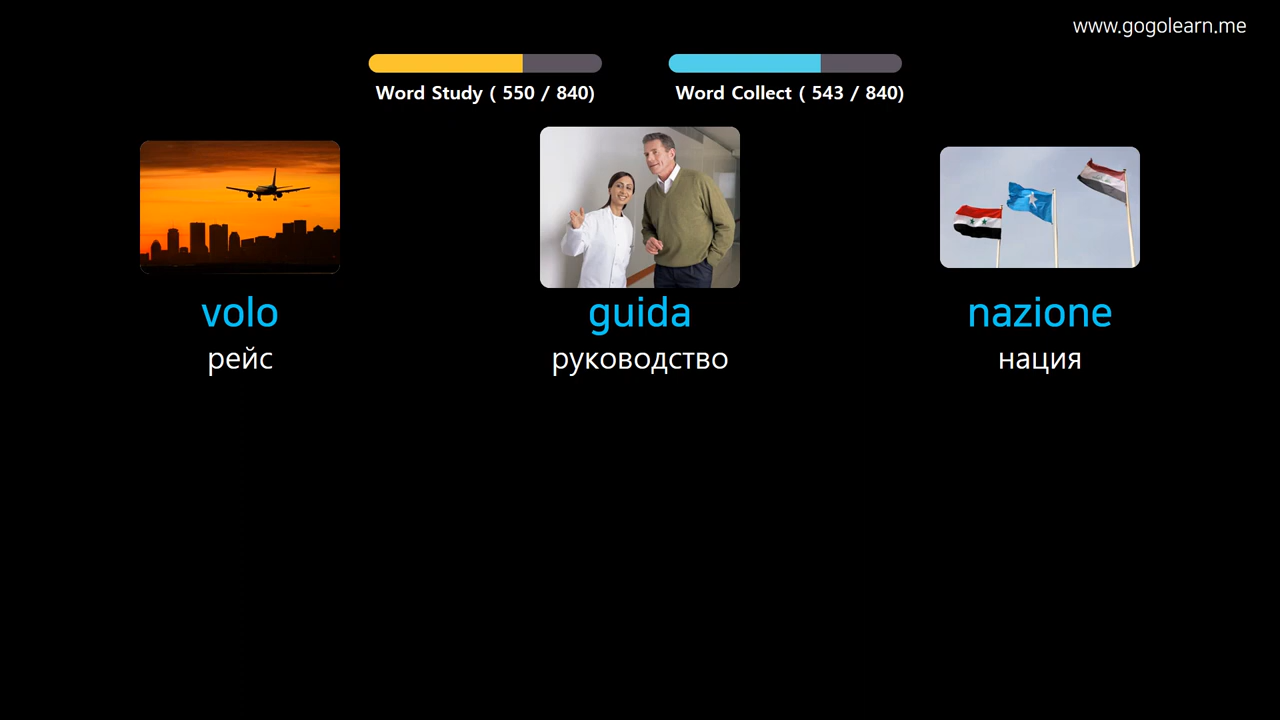 www.gogolearn.me
Word Study ( 550 / 840)
Word Collect ( 543 / 840)
volo
guida
nazione
рейс
руководство
нация